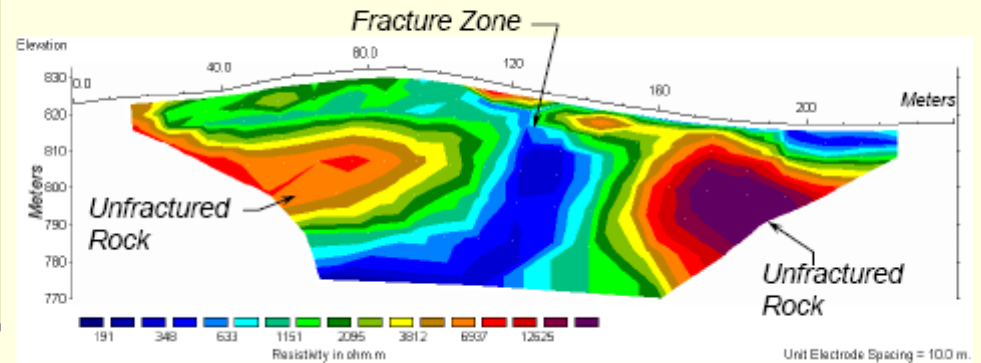 Fracture Zone
Elevation
0.0
40.0
80.0
120
160
200
Meters
830
820
810
800
790
780
770
Meters
Unfractured
Rock
Unfractured
Rock
191 348 633 1151 2095 3812 6937 12625
Resistivity in ohm.m
Unit Electrode Spacing = 10.0 m.